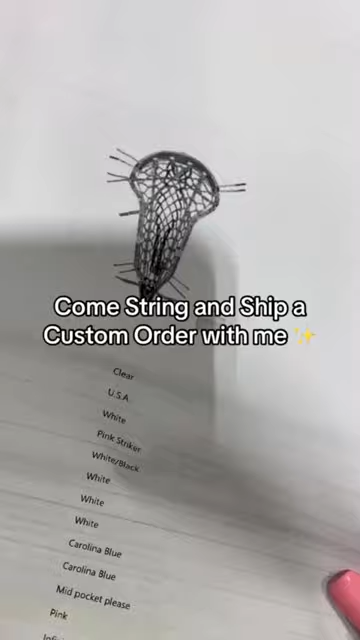 Come String and Ship a
Custom Order with me ✨
Clear
U.S.A
White
Pink Striker
White/Black
White
White
White
Carolina Blue
Carolina Blue
Mid pocket please
Pink